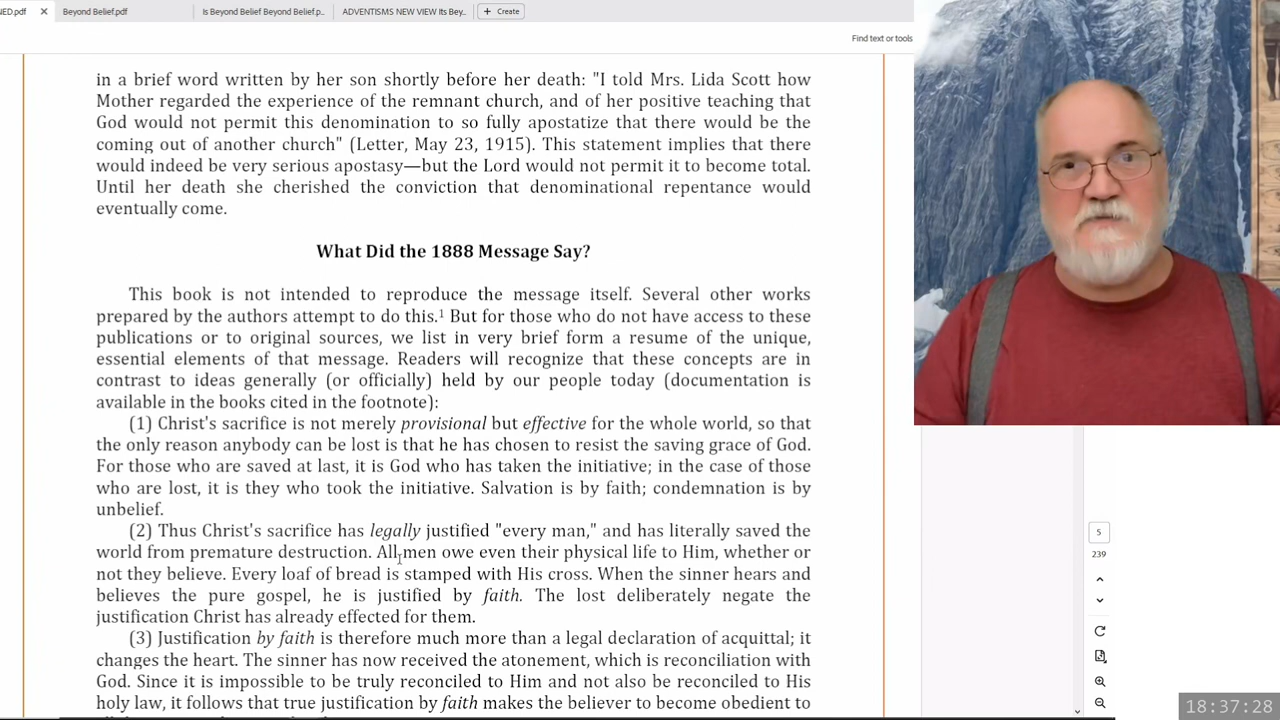 NED.pdf
Beyond Belief.pdf
Is Beyond Belief Beyond Belief.p..
ADVENTISMS NEW VIEW Its Bey..
+ Create
Find text or tools
in a brief word written by her son shortly before her death: "I told Mrs. Lida Scott how
Mother regarded the experience of the remnant church, and of her positive teaching that
God would not permit this denomination to so fully apostatize that there would be the
coming out of another church" (Letter, May 23, 1915). This statement implies that there
would indeed be very serious apostasy—but the Lord would not permit it to become total.
Until her death she cherished the conviction that denominational repentance would
eventually come.
What Did the 1888 Message Say?
This book is not intended to reproduce the message itself. Several other works
prepared by the authors attempt to do this.¹ But for those who do not have access to these
publications or to original sources, we list in very brief form a resume of the unique,
essential elements of that message. Readers will recognize that these concepts are in
contrast to ideas generally (or officially) held by our people today (documentation is
available in the books cited in the footnote):
(1) Christ's sacrifice is not merely provisional but effective for the whole world, so that
the only reason anybody can be lost is that he has chosen to resist the saving grace of God.
For those who are saved at last, it is God who has taken the initiative; in the case of those
who are lost, it is they who took the initiative. Salvation is by faith; condemnation is by
unbelief.
(2) Thus Christ's sacrifice has legally justified "every man," and has literally saved the
world from premature destruction. All men owe even their physical life to Him, whether or
not they believe. Every loaf of bread is stamped with His cross. When the sinner hears and
believes the pure gospel, he is justified by faith. The lost deliberately negate the
justification Christ has already effected for them.
(3) Justification by faith is therefore much more than a legal declaration of acquittal; it
changes the heart. The sinner has now received the atonement, which is reconciliation with
God. Since it is impossible to be truly reconciled to Him and not also be reconciled to His
holy law, it follows that true justification by faith makes the believer to become obedient to
5
239
18:37:28